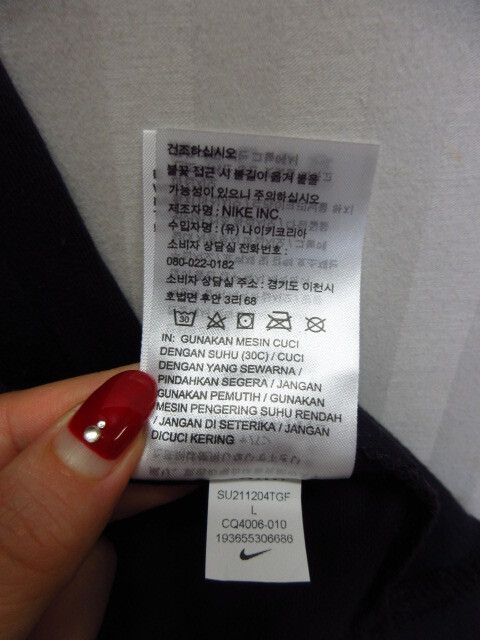 건조하십시오
불꽃 접근 시 불길이 옮겨 붙을
가능성이 있으니 주의하십시오
제조자명 : NIKE INC.
수입자명 : (유) 나이키코리아
소비자 상담실 전화번호 :
080-022-0182
소비자 상담실 주소 : 경기도 이천시
호법면 후안 3리 68
30
IN: GUNAKAN MESIN CUCI
DENGAN SUHU (30C) / CUCI
DENGAN YANG SEWARNA /
PINDAHKAN SEGERA / JANGAN
GUNAKAN PEMUTIH / GUNAKAN
MESIN PENGERING SUHU RENDAH
/ JANGAN DI SETERIKA / JANGAN
DICUCI KERING
SU211204TGF
L
CQ4006-010
193655306686